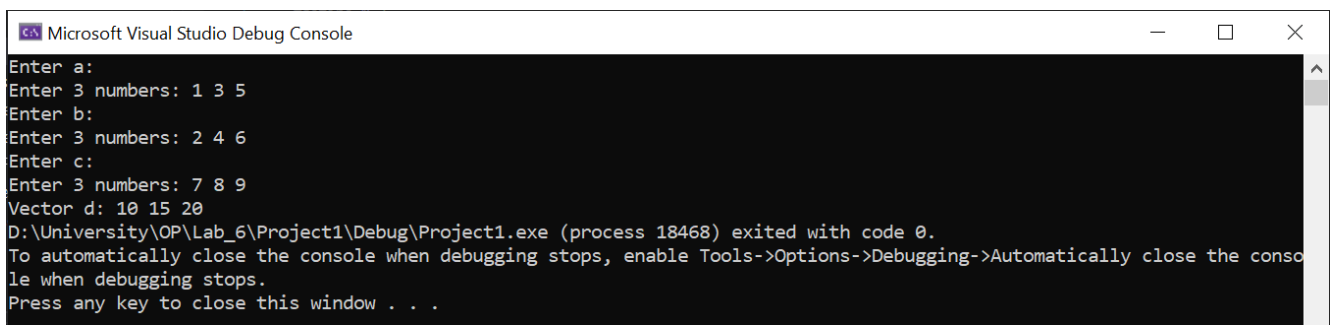 Microsoft Visual Studio Debug Console
Enter a:
Enter 3 numbers: 1 3 5
Enter b:
Enter 3 numbers: 2 4 6
Enter c:
Enter 3 numbers: 7 8 9
Vector d: 10 15 20
D:\University\OP\Lab_6\Project1\Debug\Project1.exe (process 18468) exited with code 0.
To automatically close the console when debugging stops, enable Tools->Options->Debugging->Automatically close the conso
le when debugging stops.
Press any key to close this window . . .